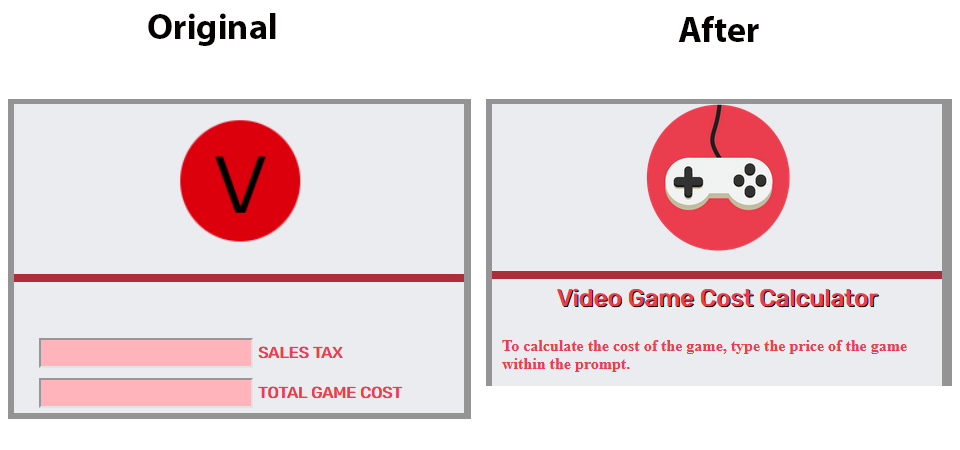 Original
After
V
SALES TAX
TOTAL GAME COST
Video Game Cost Calculator
To calculate the cost of the game, type the price of the game
within the prompt.